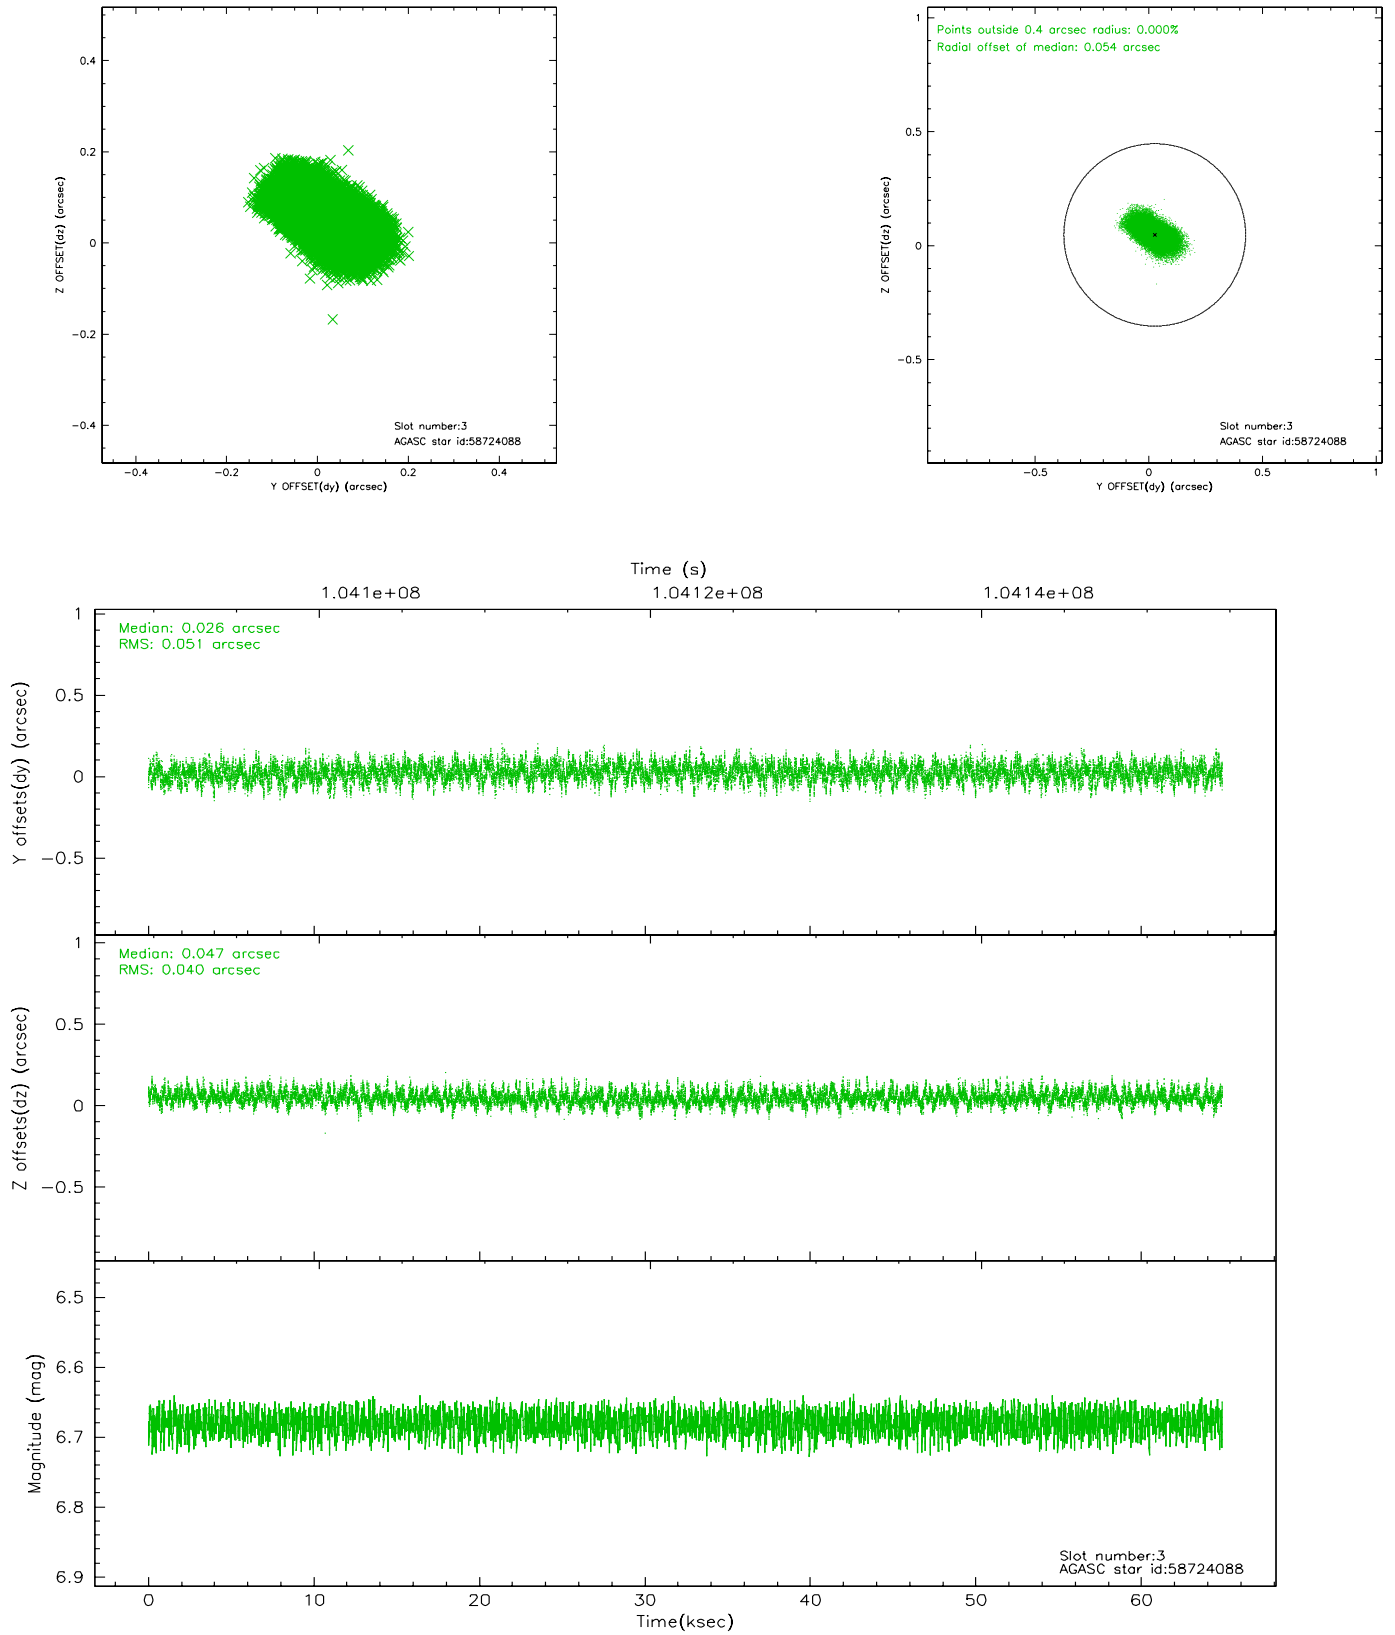 0.4
0.2
0
−0.2
−0.4
Z OFFSET(dz) (arcsec)
Slot number:3
AGASC star id:58724088
−0.4 −0.2 0 0.2 0.4
Y OFFSET(dy) (arcsec)
Points outside 0.4 arcsec radius: 0.000%
Radial offset of median: 0.054 arcsec
1
0.5
0
−0.5
Z OFFSET(dz) (arcsec)
Slot number:3
AGASC star id:58724088
−0.5 0 0.5 1
Y OFFSET(dy) (arcsec)
Time (s)
1.041e+08 1.0412e+08 1.0414e+08
Median: 0.026 arcsec
RMS: 0.051 arcsec
1
0.5
0
−0.5
Y offsets(dy) (arcsec)
Median: 0.047 arcsec
RMS: 0.040 arcsec
1
0.5
0
−0.5
Z offsets(dz) (arcsec)
6.5
6.6
6.7
6.8
6.9
Magnitude (mag)
Slot number:3
AGASC star id:58724088
0 10 20 30 40 50 60
Time(ksec)